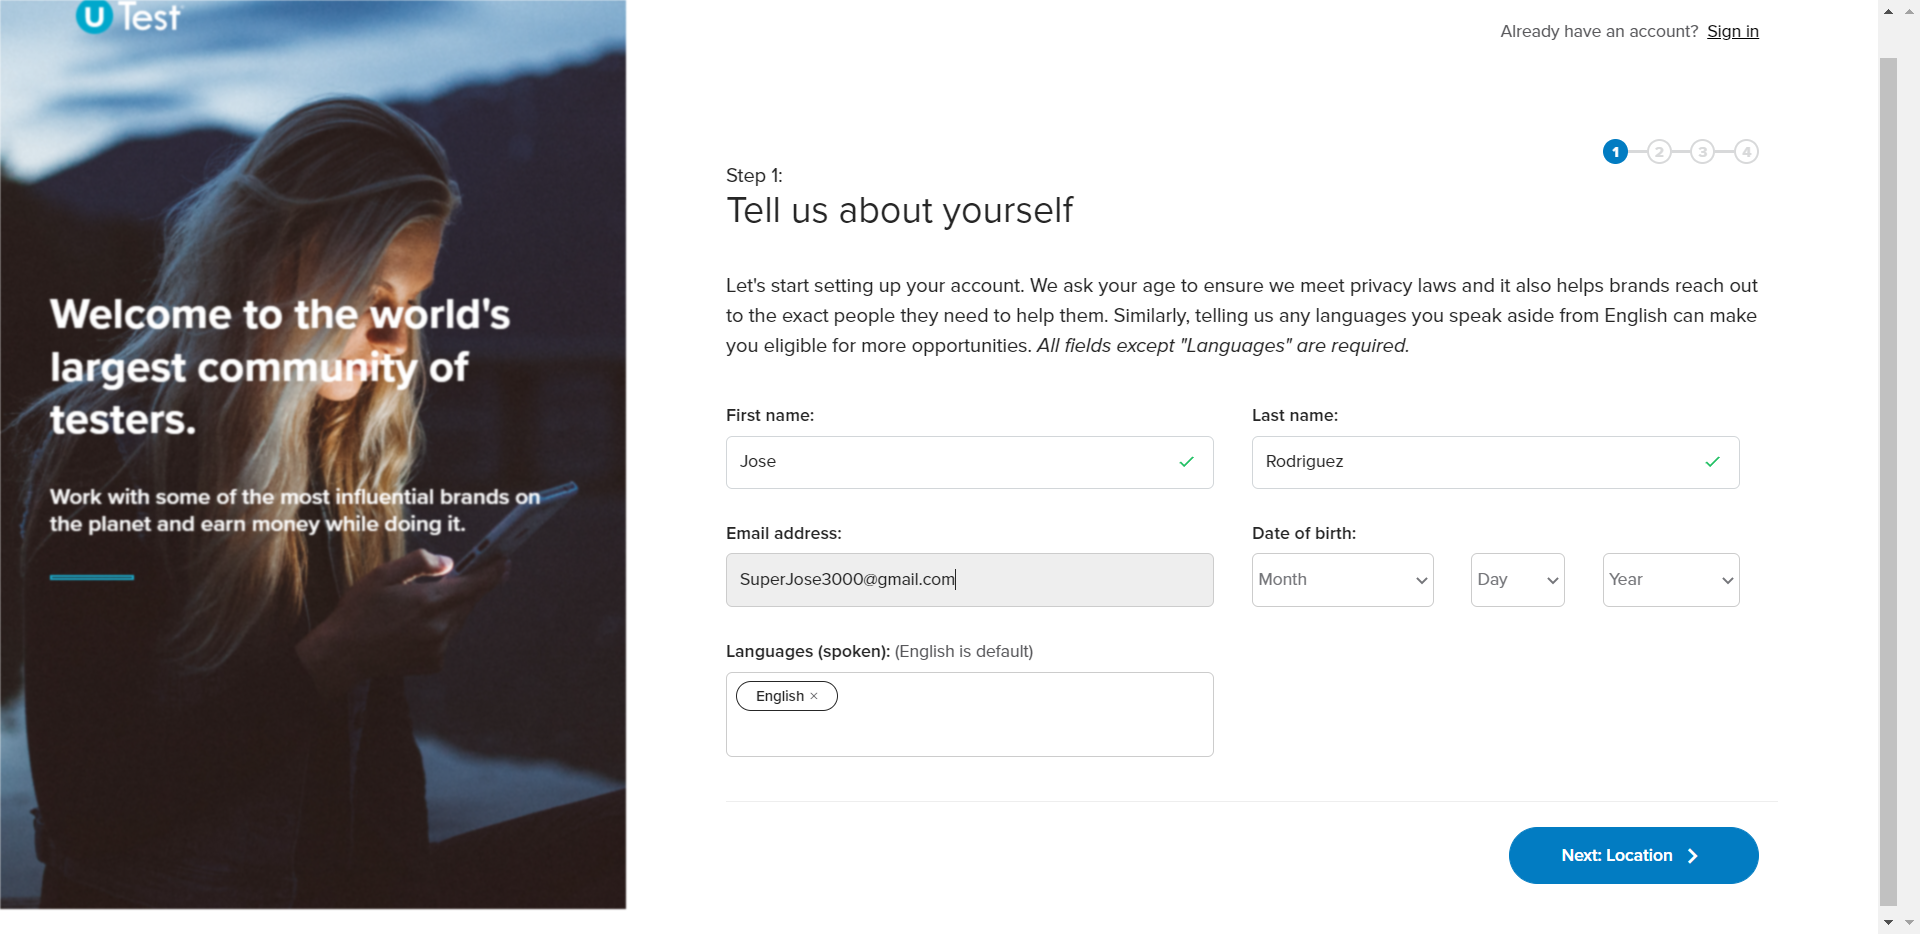 u Test
Welcome to the world's
largest community of
testers.
Work with some of the most influential brands on
the planet and earn money while doing it.
Already have an account? Sign in
1 2 3 4
Step 1:
Tell us about yourself
Let's start setting up your account. We ask your age to ensure we meet privacy laws and it also helps brands reach out
to the exact people they need to help them. Similarly, telling us any languages you speak aside from English can make
you eligible for more opportunities. All fields except "Languages" are required.
First name:
Last name:
Jose
Rodriguez
Email address:
Date of birth:
SuperJose3000@gmail.com
Month
Day
Year
Languages (spoken): (English is default)
English ×
Next: Location